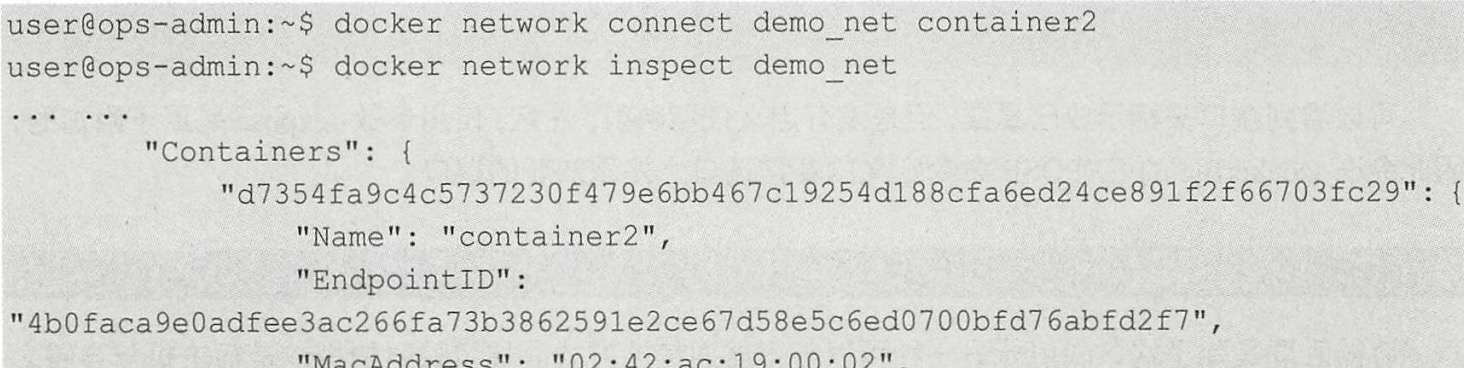 user@ops-admin:~$ docker network connect demo_net container2
user@ops-admin:~$ docker network inspect demo_net
... ...
"Containers": {
"d7354fa9c4c5737230f479e6bb467c19254d188cfa6ed24ce891f2f66703fc29": {
"Name": "container2",
"EndpointID":
"4b0faca9e0adfee3ac266fa73b3862591e2ce67d58e5c6ed0700bfd76abfd2f7",
"MacAddress": "02:42:ac:19:00:02",